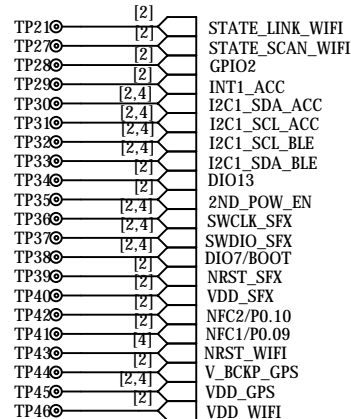 TP21 [2] STATE_LINK_WIFI
TP27 [2] STATE_SCAN_WIFI
TP28 [2] GPIO2
TP29 [2] INT1_ACC
TP30 [2,4] I2C1_SDA_ACC
TP31 [2,4] I2C1_SCL_ACC
TP32 [2,4] I2C1_SCL_BLE
TP33 [2,4] I2C1_SDA_BLE
TP34 [2] DIO13
TP35 [2] 2ND_POW_EN
TP36 [2,4] SWCLK_SFX
TP37 [2,4] SWDIO_SFX
TP38 [2,4] DIO7/BOOT
TP39 [2] NRST_SFX
TP40 [2] VDD_SFX
TP42 [2] NFC2/P0.10
TP41 [2] NFC1/P0.09
TP43 [4] NRST_WIFI
TP44 [2] V_BCKP_GPS
TP45 [2,4] VDD_GPS
TP46 [2] VDD_WIFI